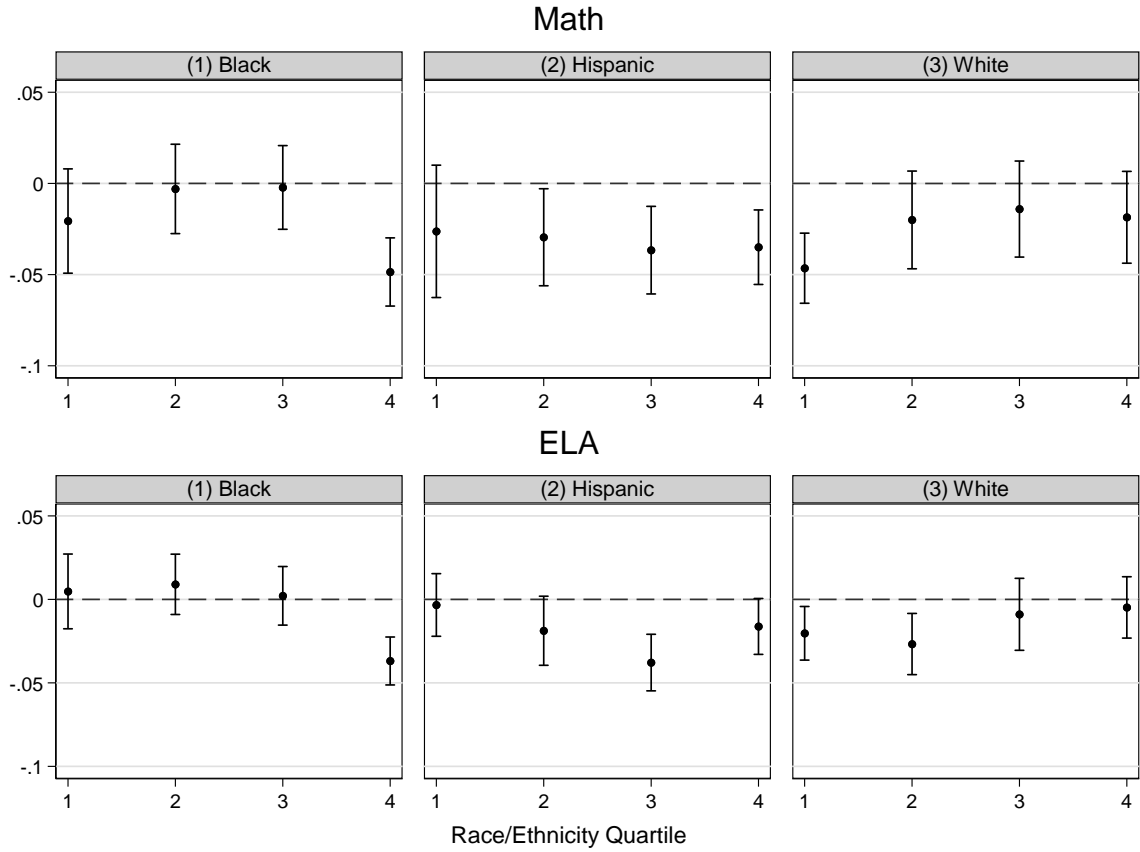 Math
(1) Black (2) Hispanic (3) White
.05
0
-.05
-.1
1 2 3 4 1 2 3 4 1 2 3 4
ELA
(1) Black (2) Hispanic (3) White
.05
0
-.05
-.1
1 2 3 4 1 2 3 4 1 2 3 4
Race/Ethnicity Quartile